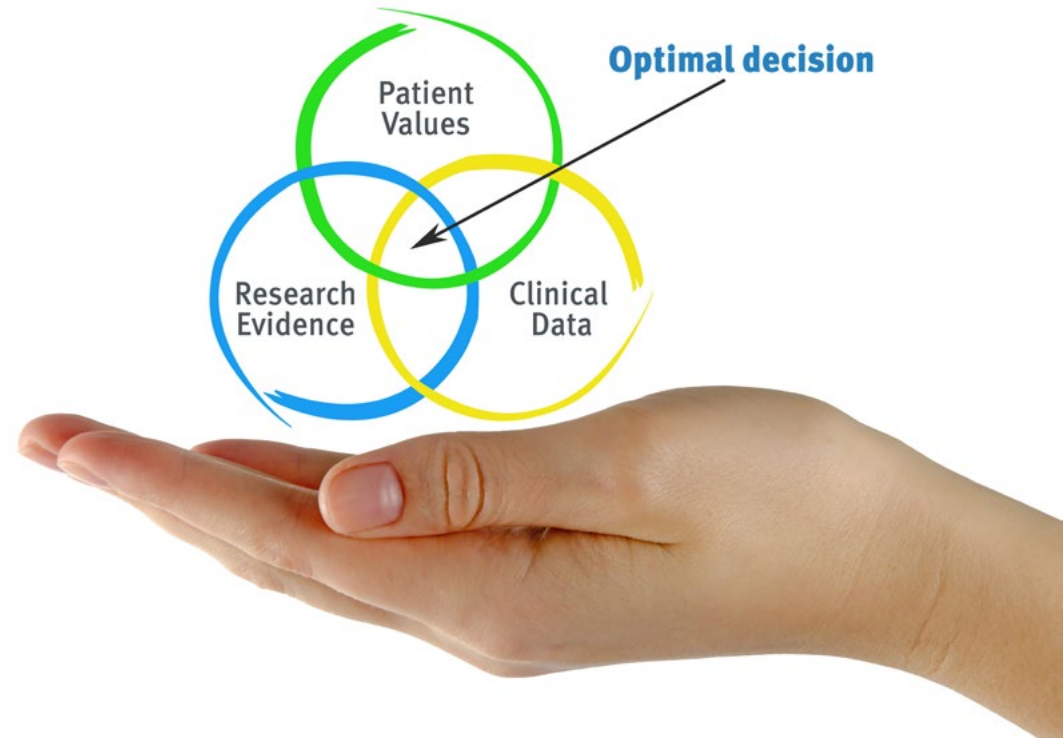 Optimal decision
Patient
Values
Research
Evidence
Clinical
Data